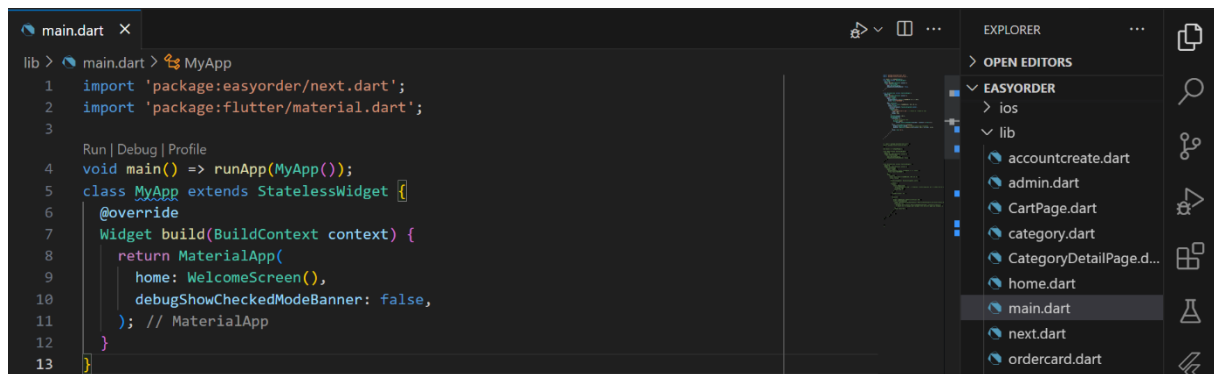 main.dart
lib > main.dart > MyApp
1 import 'package:easyorder/next.dart';
2 import 'package:flutter/material.dart';
3
Run | Debug | Profile
4 void main() => runApp(MyApp());
5 class MyApp extends StatelessWidget {
6 @override
7 Widget build(BuildContext context) {
8 return MaterialApp(
9 home: WelcomeScreen(),
10 debugShowCheckedModeBanner: false,
11 ); // MaterialApp
12 }
13 }
EXPLORER
OPEN EDITORS
EASYORDER
ios
lib
accountcreate.dart
admin.dart
CartPage.dart
category.dart
CategoryDetailPage.d...
home.dart
main.dart
next.dart
ordercard.dart